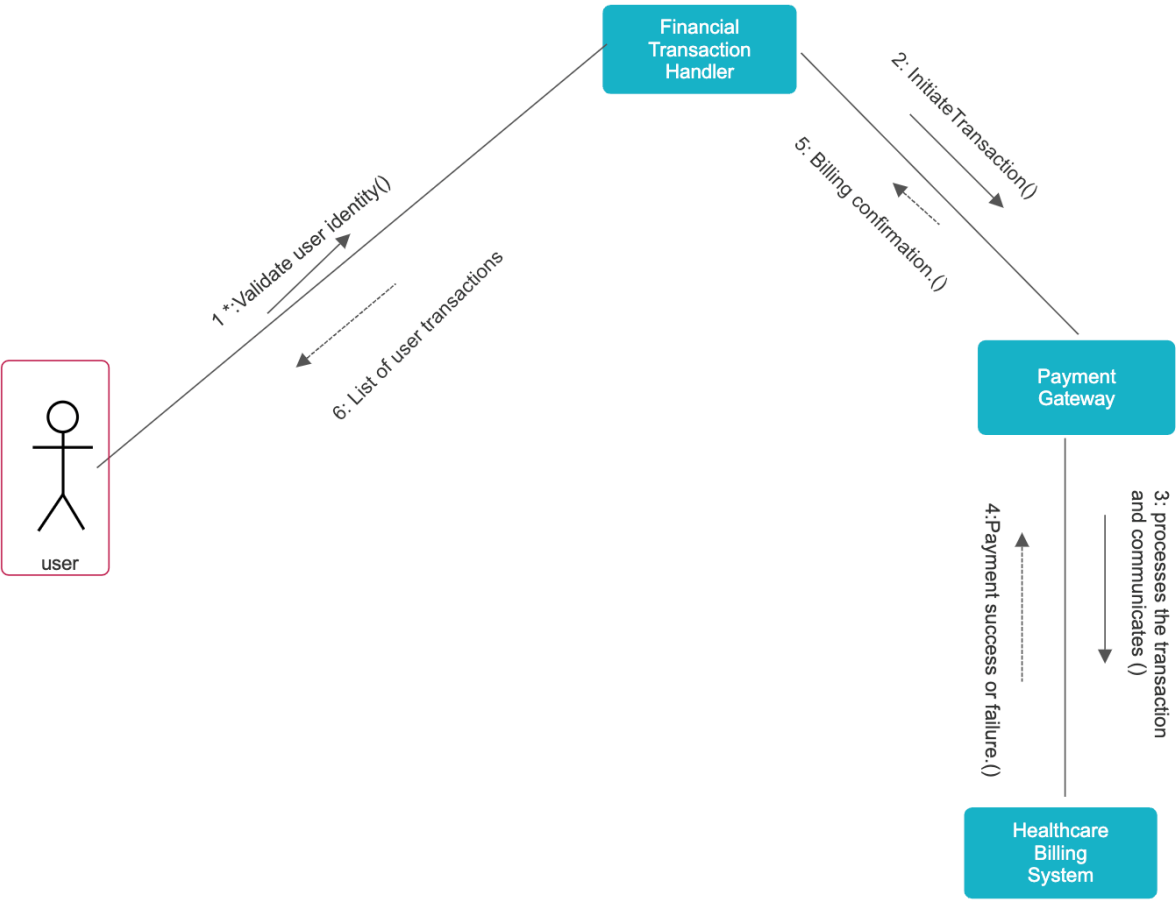 Financial
Transaction
Handler
2: InitiateTransaction()
5: Billing confirmation.()
1 *:Validate user identity()
6: List of user transactions
user
Payment
Gateway
3: processes the transaction
and communicates ()
4:Payment success or failure.()
Healthcare
Billing
System